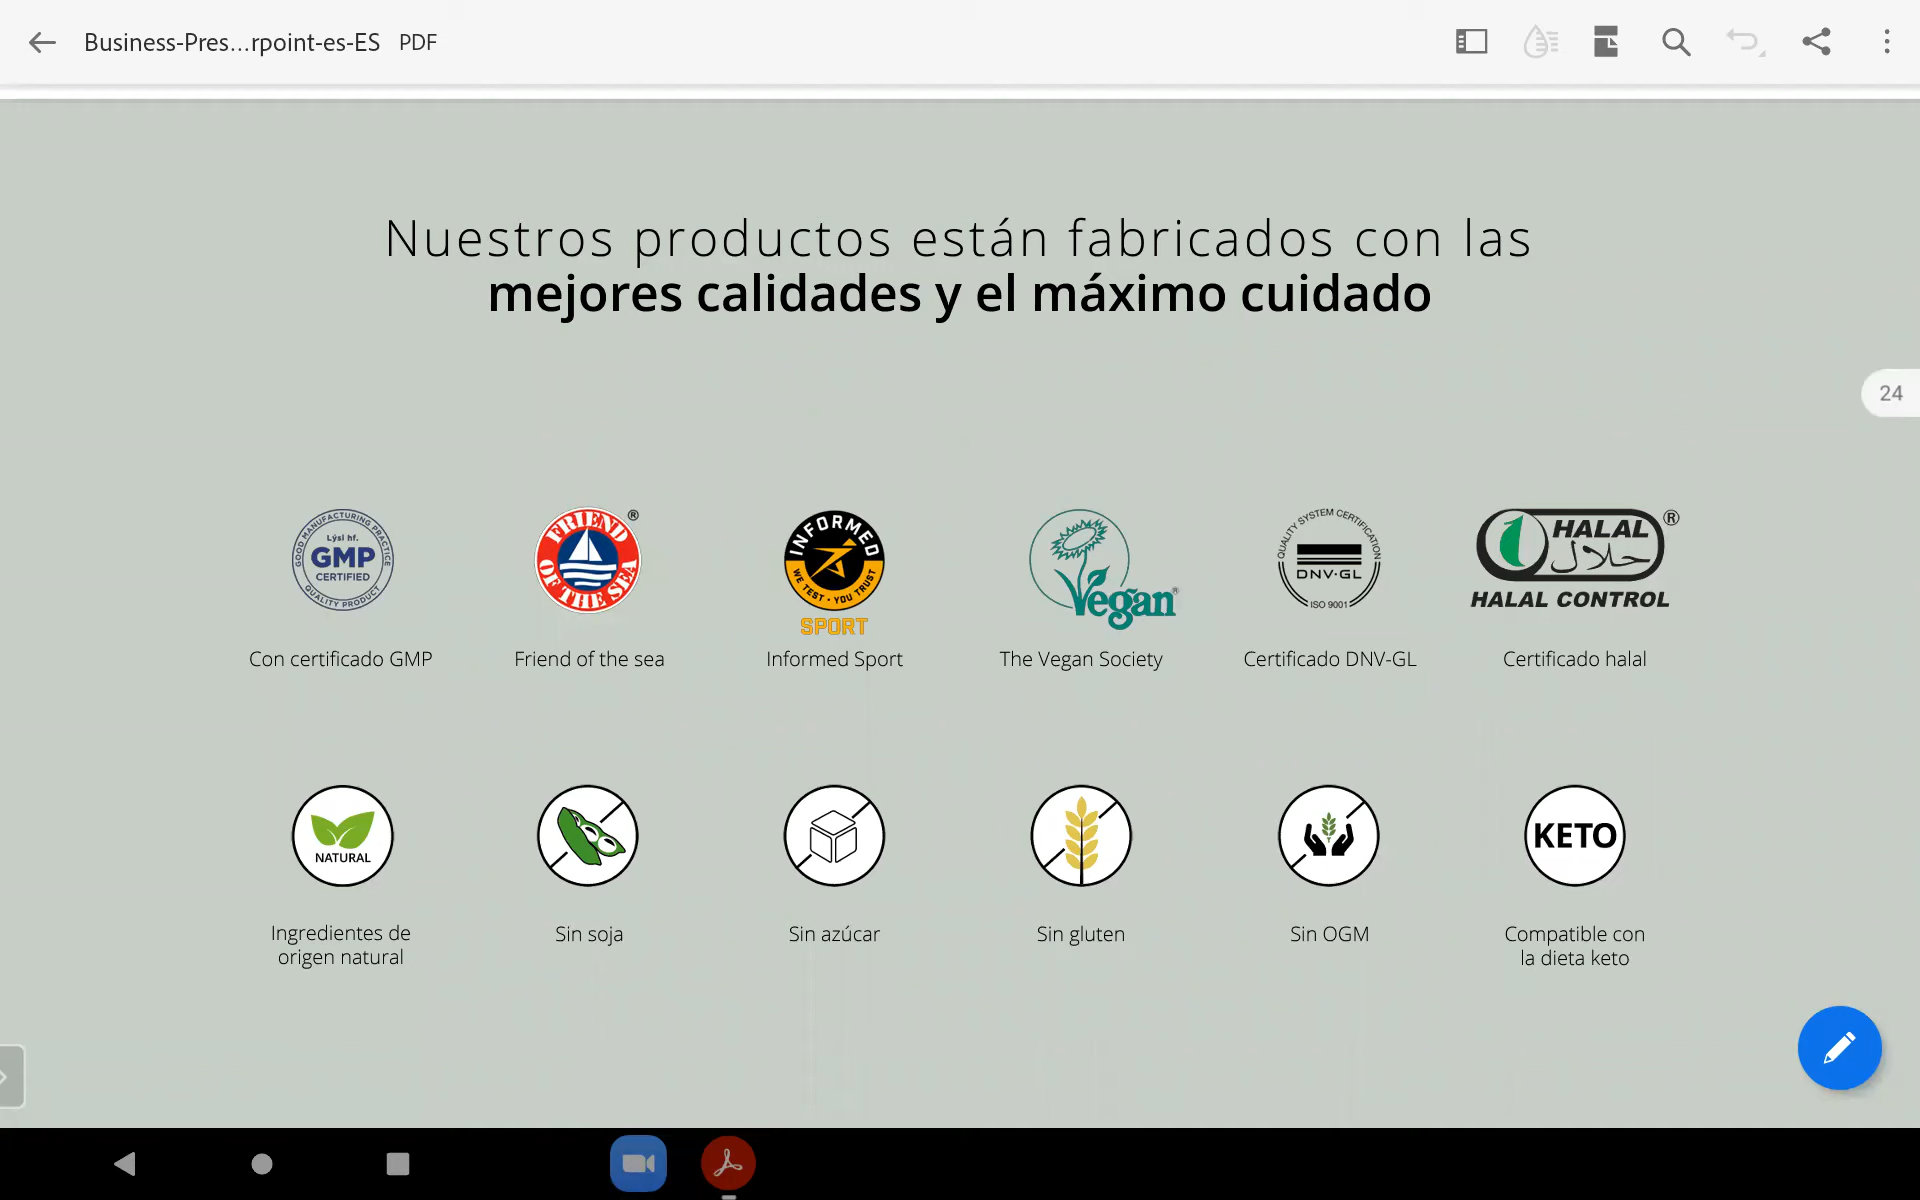 Business-Pres...rpoint-es-ES PDF
Nuestros productos están fabricados con las
mejores calidades y el máximo cuidado
24
GOOD MANUFACTURING PRACTICE
Lýsi hf.
GMP
CERTIFIED
QUALITY PRODUCT
FRIEND
OF THE SEA
®
INFORMED
WE TEST • YOU TRUST
SPORT
Vegan®
QUALITY SYSTEM CERTIFICATION
DNV·GL
ISO 9001
HALAL
حلال
®
HALAL CONTROL
Con certificado GMP
Friend of the sea
Informed Sport
The Vegan Society
Certificado DNV-GL
Certificado halal
NATURAL
KETO
Ingredientes de
origen natural
Sin soja
Sin azúcar
Sin gluten
Sin OGM
Compatible con
la dieta keto